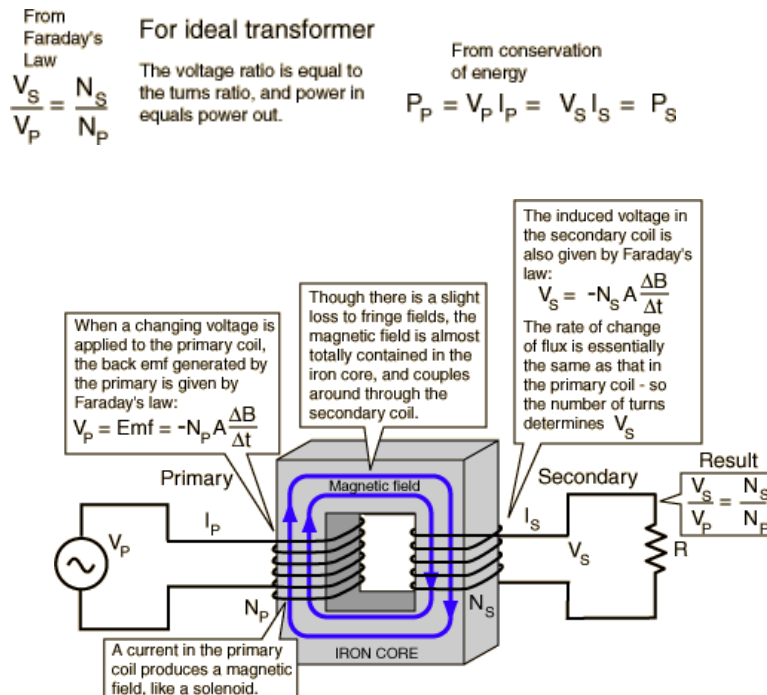 From
Faraday's
Law
V_S/V_P = N_S/N_P
For ideal transformer
The voltage ratio is equal to
the turns ratio, and power in
equals power out.
From conservation
of energy
P_P = V_P I_P = V_S I_S = P_S
When a changing voltage is
applied to the primary coil,
the back emf generated by
the primary is given by
Faraday's law:
V_P = Emf = -N_P A ΔB/Δt
Though there is a slight
loss to fringe fields, the
magnetic field is almost
totally contained in the
iron core, and couples
around through the
secondary coil.
The induced voltage in
the secondary coil is
also given by Faraday's
law:
V_S = -N_S A ΔB/Δt
The rate of change
of flux is essentially
the same as that in
the primary coil - so
the number of turns
determines V_S
Primary
Magnetic field
Secondary
Result
V_S/V_P = N_S/N_P
I_P
V_P
N_P
I_S
V_S
R
N_S
IRON CORE
A current in the primary
coil produces a magnetic
field, like a solenoid.